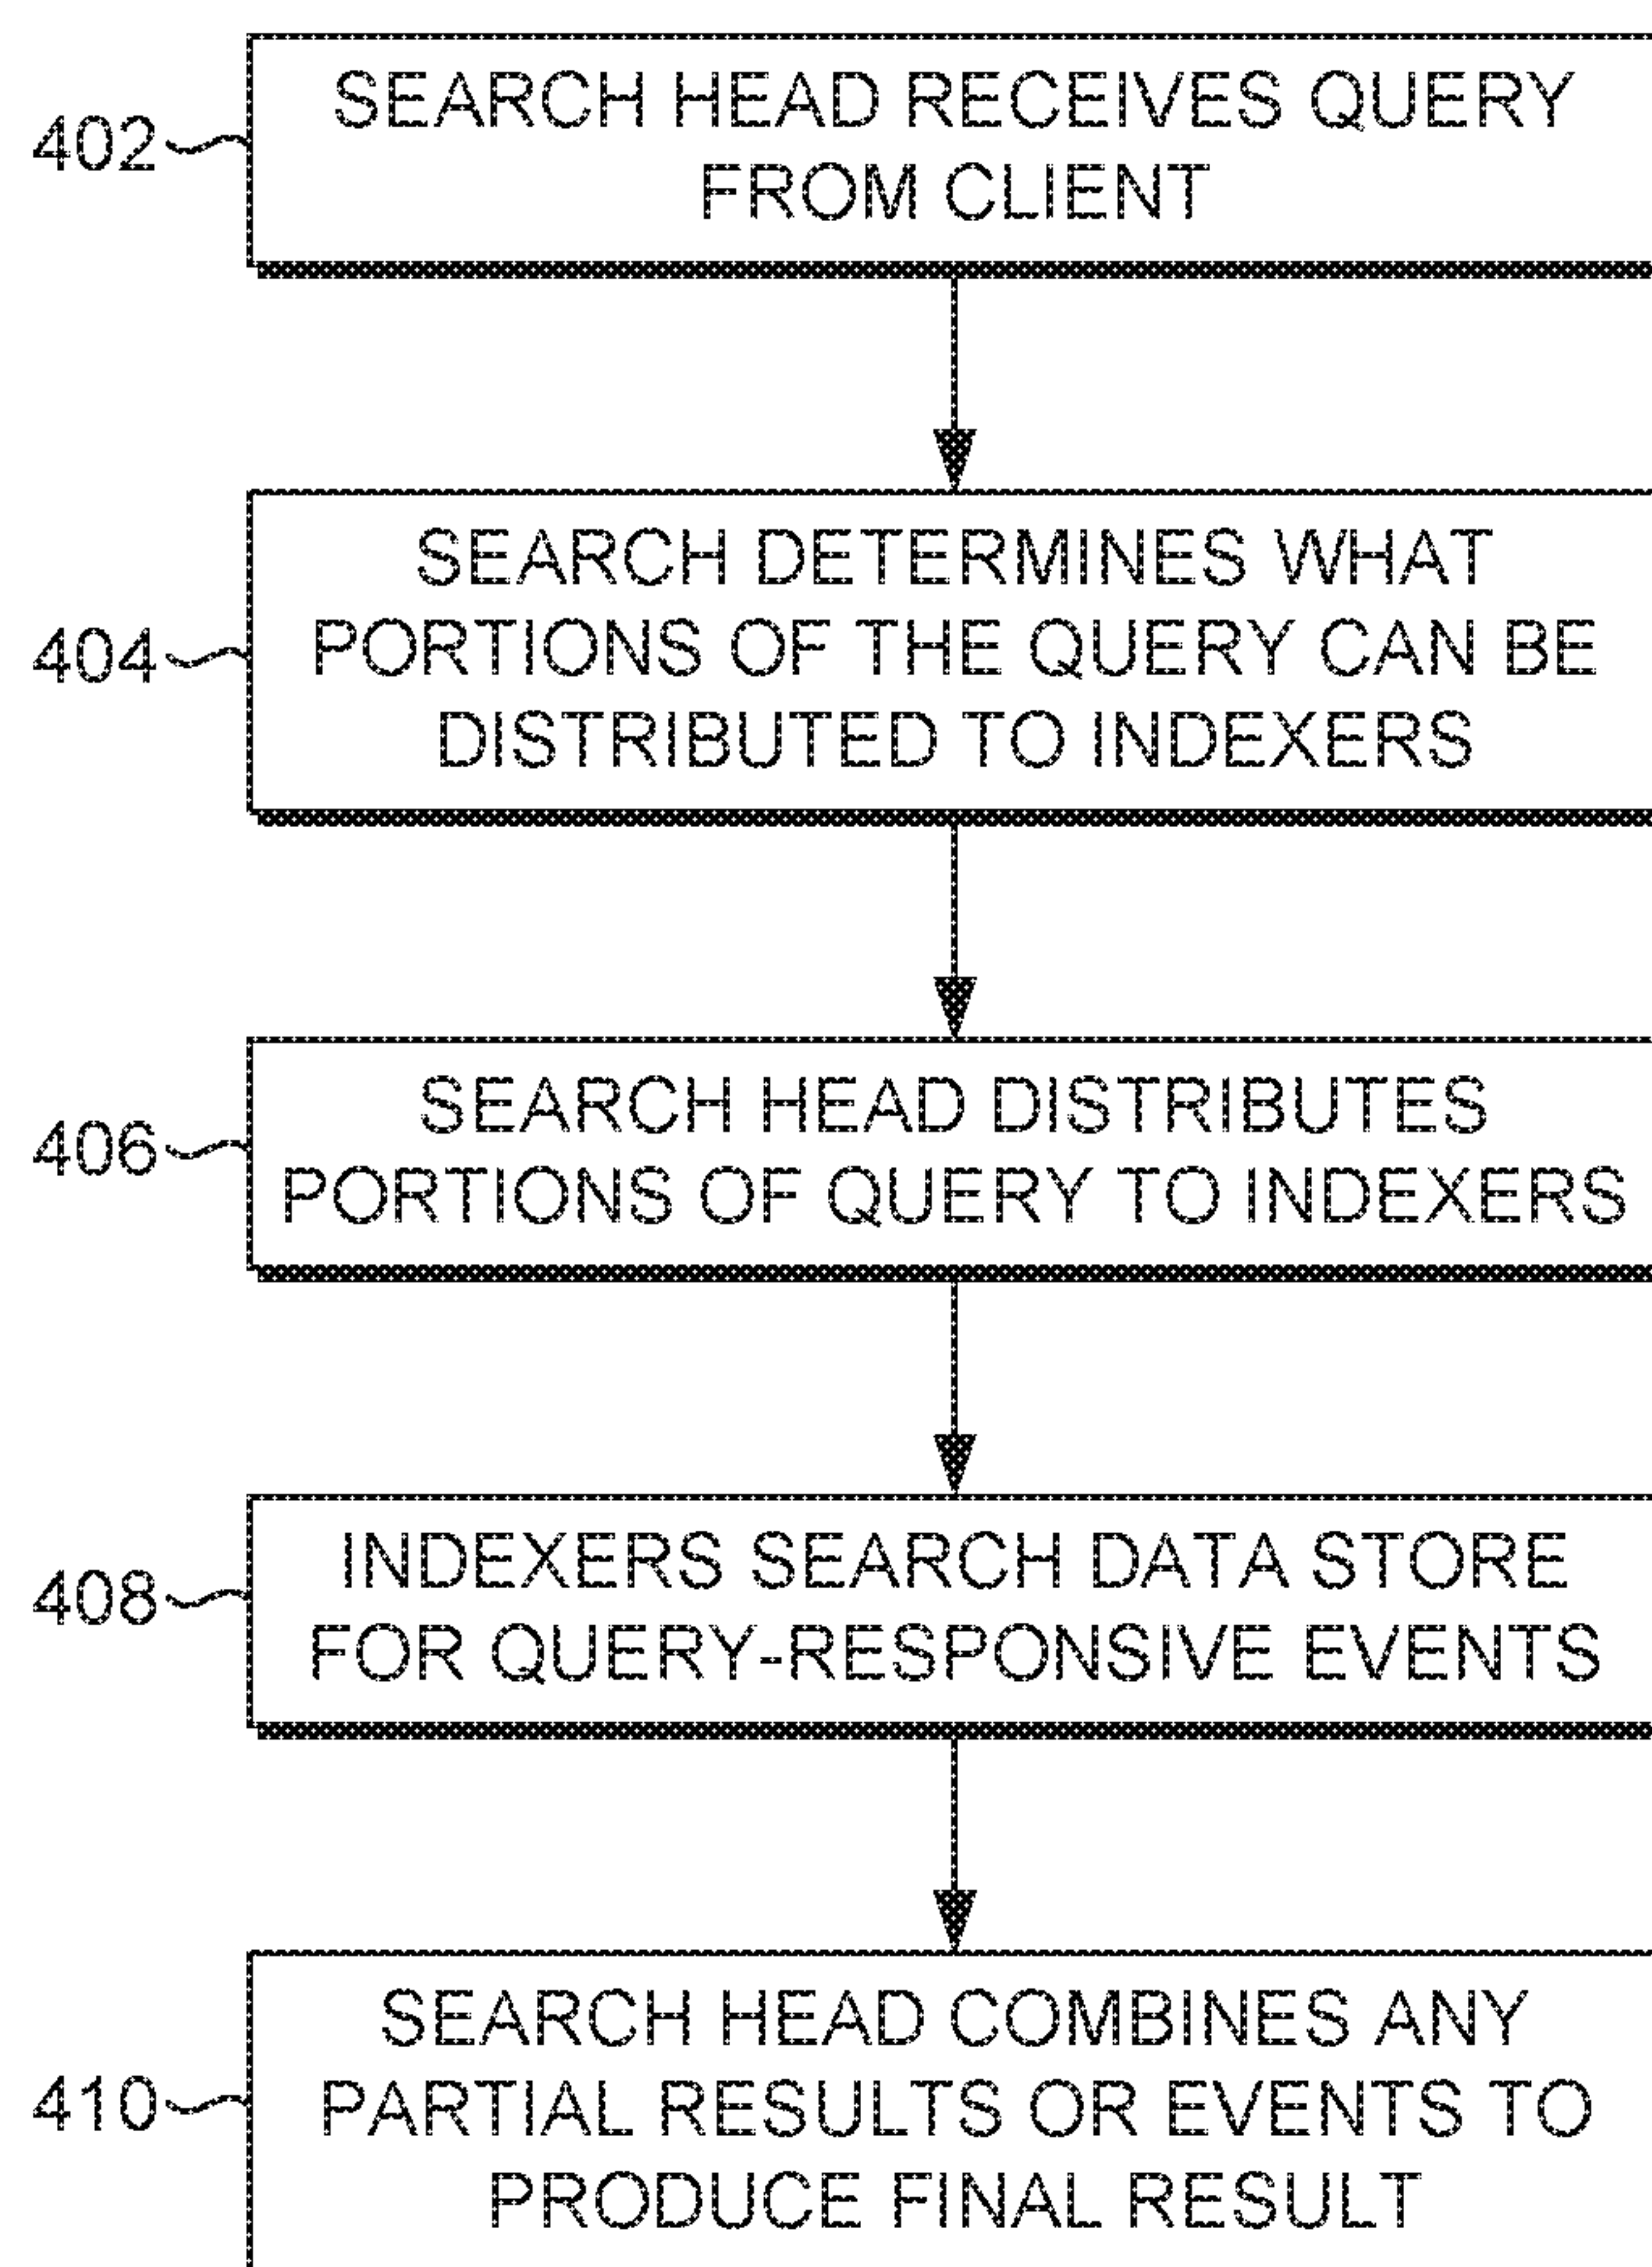 402
SEARCH HEAD RECEIVES QUERY
FROM CLIENT
404
SEARCH DETERMINES WHAT
PORTIONS OF THE QUERY CAN BE
DISTRIBUTED TO INDEXERS
406
SEARCH HEAD DISTRIBUTES
PORTIONS OF QUERY TO INDEXERS
408
INDEXERS SEARCH DATA STORE
FOR QUERY-RESPONSIVE EVENTS
410
SEARCH HEAD COMBINES ANY
PARTIAL RESULTS OR EVENTS TO
PRODUCE FINAL RESULT